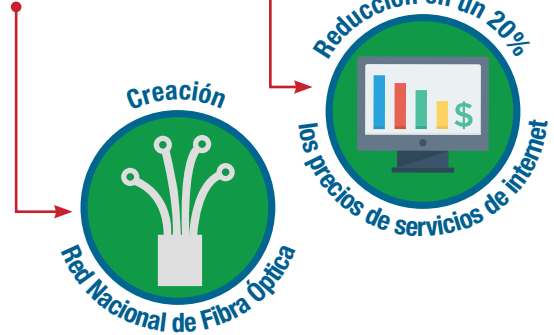 Reducción en un 20%
los precios de servicios de internet
$
Creación
Red Nacional de Fibra Óptica